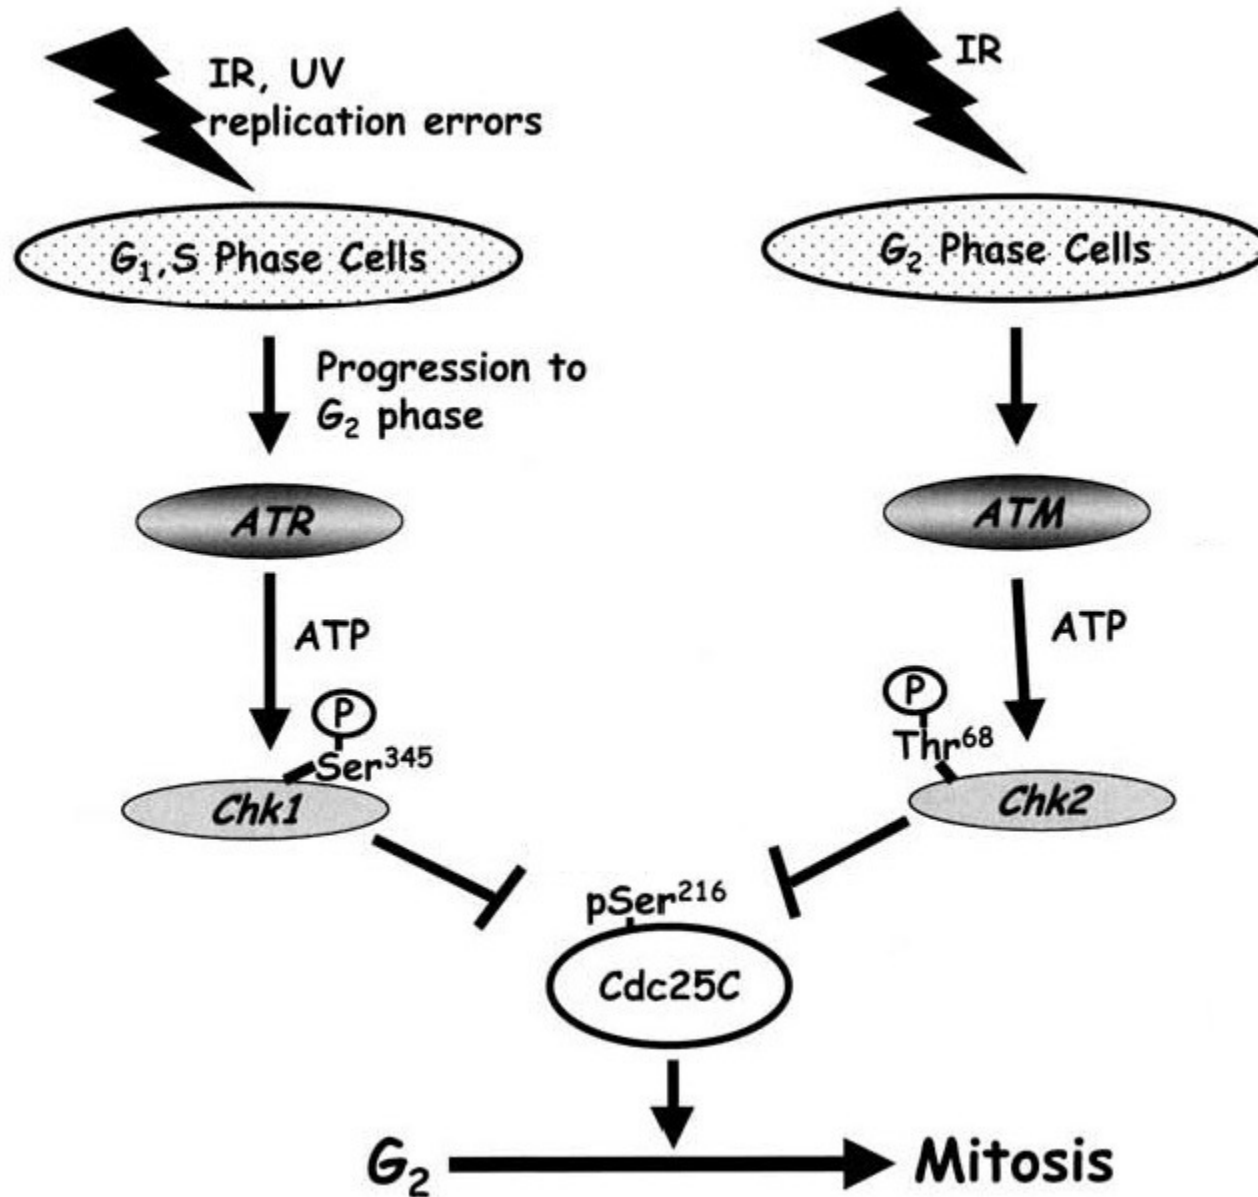 IR, UV
replication errors
IR
G₁,S Phase Cells
G₂ Phase Cells
Progression to
G₂ phase
ATR
ATM
ATP
ATP
P
Ser³⁴⁵
P
Thr⁶⁸
Chk1
Chk2
pSer²¹⁶
Cdc25C
G₂
Mitosis